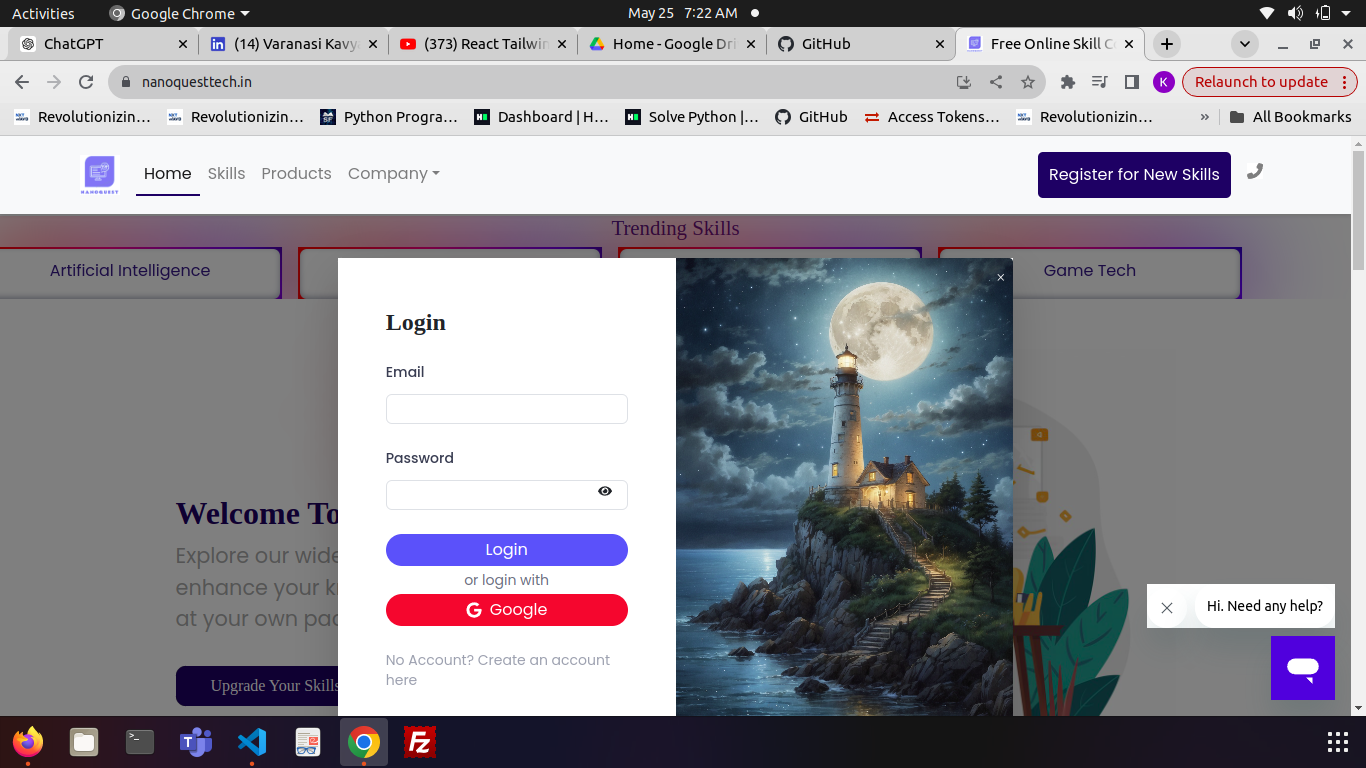 Activities
Google Chrome
May 25 7:22 AM
ChatGPT
(14) Varanasi Kavy
(373) React Tailwin
Home - Google Dri
GitHub
Free Online Skill C
nanoquesttech.in
K
Relaunch to update
Revolutionizin…
Revolutionizin…
Python Progra…
Dashboard | H…
Solve Python |…
GitHub
Access Tokens…
Revolutionizin…
»
All Bookmarks
NANOQUEST
Home
Skills
Products
Company
Register for New Skills
Trending Skills
Artificial Intelligence
Game Tech
×
Login
Email
Password
Login
or login with
Google
No Account? Create an account
here
Welcome To
Explore our wide
enhance your k
at your own pac
Upgrade Your Skills
Hi. Need any help?